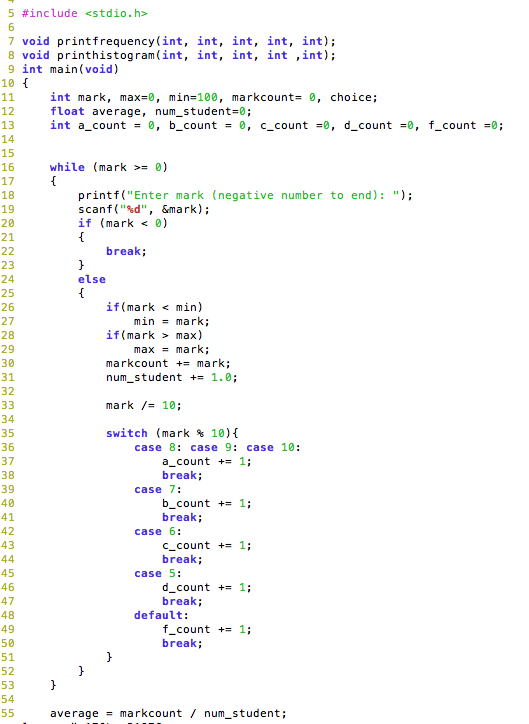 5 #include <stdio.h>
6
7 void printfrequency(int, int, int, int, int);
8 void printhistogram(int, int, int, int ,int);
9 int main(void)
10 {
11     int mark, max=0, min=100, markcount= 0, choice;
12     float average, num_student=0;
13     int a_count = 0, b_count = 0, c_count =0, d_count =0, f_count =0;
14
15
16     while (mark >= 0)
17     {
18         printf("Enter mark (negative number to end): ");
19         scanf("%d", &mark);
20         if (mark < 0)
21         {
22             break;
23         }
24         else
25         {
26             if(mark < min)
27                 min = mark;
28             if(mark > max)
29                 max = mark;
30             markcount += mark;
31             num_student += 1.0;
32
33             mark /= 10;
34
35             switch (mark % 10){
36                 case 8: case 9: case 10:
37                     a_count += 1;
38                     break;
39                 case 7:
40                     b_count += 1;
41                     break;
42                 case 6:
43                     c_count += 1;
44                     break;
45                 case 5:
46                     d_count += 1;
47                     break;
48                 default:
49                     f_count += 1;
50                     break;
51             }
52         }
53     }
54
55     average = markcount / num_student;